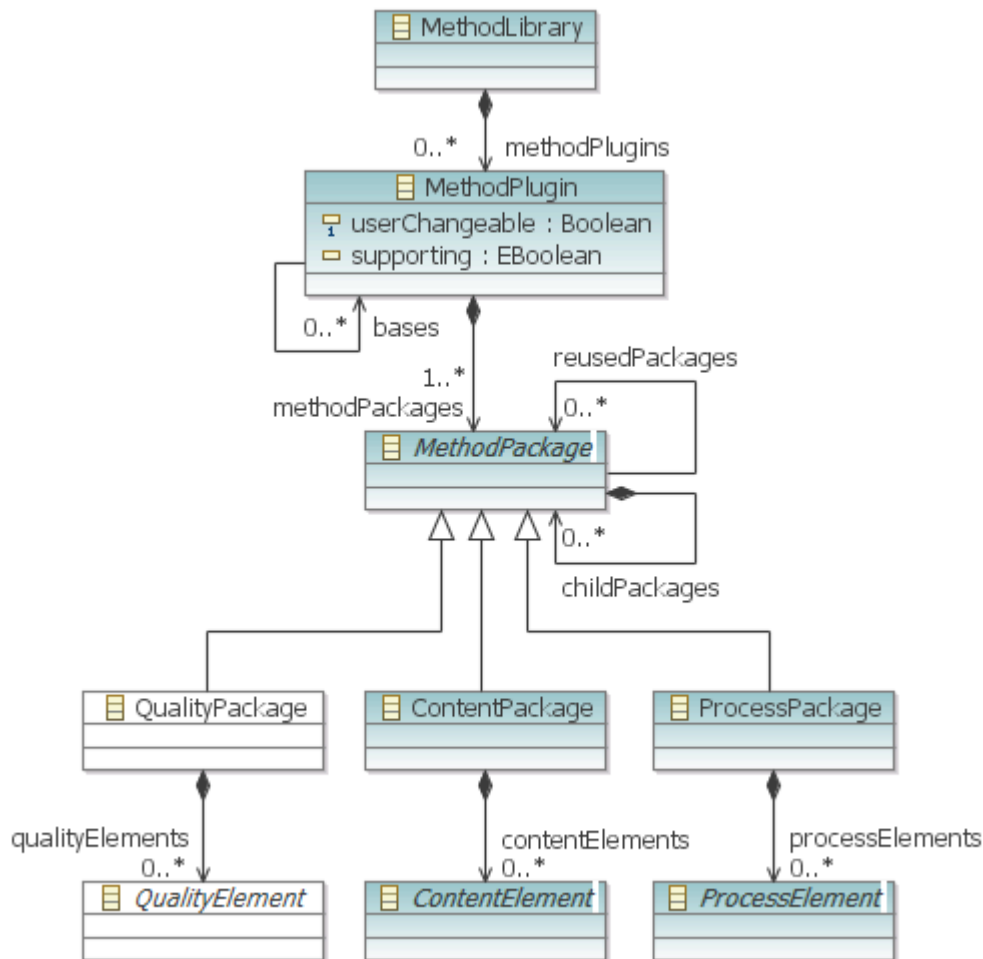 MethodLibrary
0..* methodPlugins
MethodPlugin
1 userChangeable : Boolean
supporting : EBoolean
0..* bases
1..*
methodPackages
reusedPackages
0..*
MethodPackage
0..*
childPackages
QualityPackage
ContentPackage
ProcessPackage
qualityElements
0..*
contentElements
0..*
processElements
0..*
QualityElement
ContentElement
ProcessElement